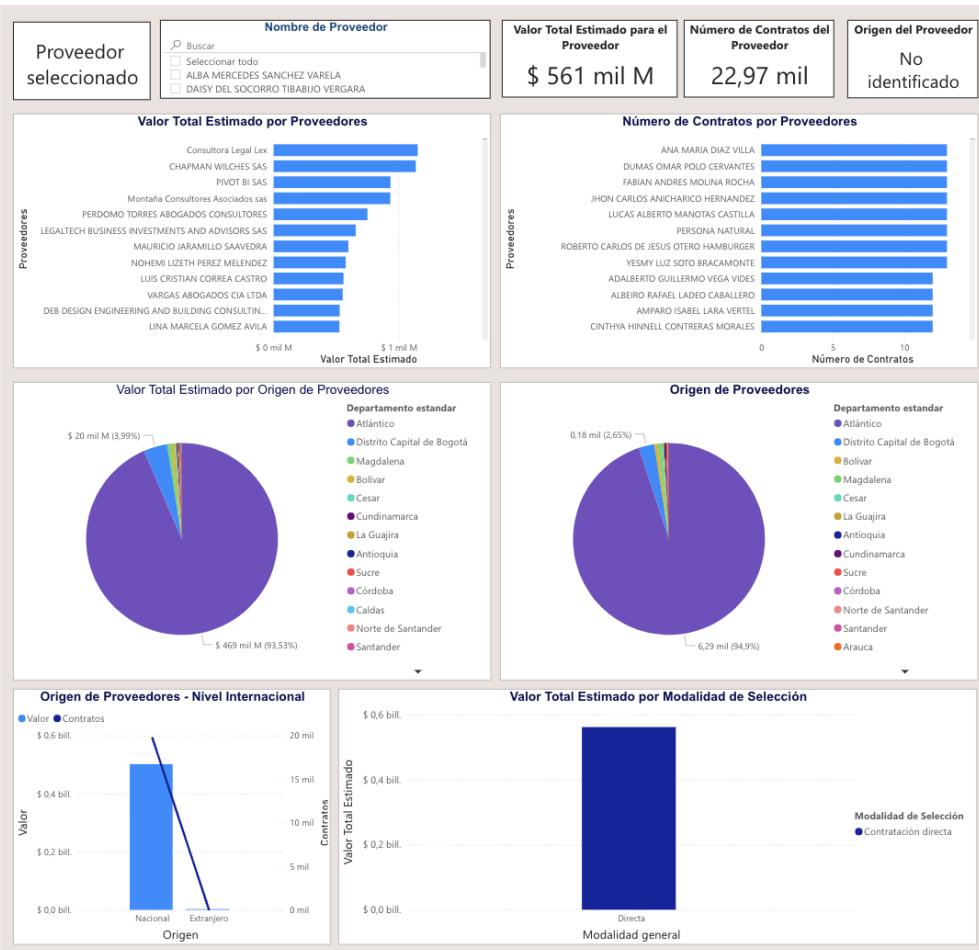 Proveedor
seleccionado
Nombre de Proveedor
Buscar
Seleccionar todo
ALBA MERCEDES SANCHEZ VARELA
DAISY DEL SOCORRO TIBABIJO VERGARA
Valor Total Estimado para el
Proveedor
$ 561 mil M
Número de Contratos del
Proveedor
22,97 mil
Origen del Proveedor
No
identificado
Valor Total Estimado por Proveedores
Proveedores
Consultora Legal Lex
CHAPMAN WILCHES SAS
PIVOT BI SAS
Montaña Consultores Asociados sas
PERDOMO TORRES ABOGADOS CONSULTORES
LEGALTECH BUSINESS INVESTMENTS AND ADVISORS SAS
MAURICIO JARAMILLO SAAVEDRA
NOHEMI LIZETH PEREZ MELENDEZ
LUIS CRISTIAN CORREA CASTRO
VARGAS ABOGADOS CIA LTDA
DEB DESIGN ENGINEERING AND BUILDING CONSULTIN...
LINA MARCELA GOMEZ AVILA
$ 0 mil M $ 1 mil M
Valor Total Estimado
Número de Contratos por Proveedores
Proveedores
ANA MARIA DIAZ VILLA
DUMAS OMAR POLO CERVANTES
FABIAN ANDRES MOLINA ROCHA
JHON CARLOS ANICHARICO HERNANDEZ
LUCAS ALBERTO MANOTAS CASTILLA
PERSONA NATURAL
ROBERTO CARLOS DE JESUS OTERO HAMBURGER
YESMY LUZ SOTO BRACAMONTE
ADALBERTO GUILLERMO VEGA VIDES
ALBEIRO RAFAEL LADEO CABALLERO
AMPARO ISABEL LARA VERTEL
CINTHYA HINNELL CONTRERAS MORALES
0 5 10
Número de Contratos
Valor Total Estimado por Origen de Proveedores
$ 20 mil M (3,99%)
$ 469 mil M (93,53%)
Departamento estandar
Atlántico
Distrito Capital de Bogotá
Magdalena
Bolívar
Cesar
Cundinamarca
La Guajira
Antioquia
Sucre
Córdoba
Caldas
Norte de Santander
Santander
Origen de Proveedores
0,18 mil (2,65%)
6,29 mil (94,9%)
Departamento estandar
Atlántico
Distrito Capital de Bogotá
Bolívar
Magdalena
Cesar
La Guajira
Antioquia
Cundinamarca
Sucre
Córdoba
Norte de Santander
Santander
Arauca
Origen de Proveedores - Nivel Internacional
Valor Contratos
Valor
$ 0,6 bill.
$ 0,4 bill.
$ 0,2 bill.
$ 0,0 bill.
20 mil
15 mil
10 mil
5 mil
0 mil
Contratos
Nacional Extranjero
Origen
Valor Total Estimado por Modalidad de Selección
Valor Total Estimado
$ 0,6 bill.
$ 0,4 bill.
$ 0,2 bill.
$ 0,0 bill.
Directa
Modalidad general
Modalidad de Selección
Contratación directa